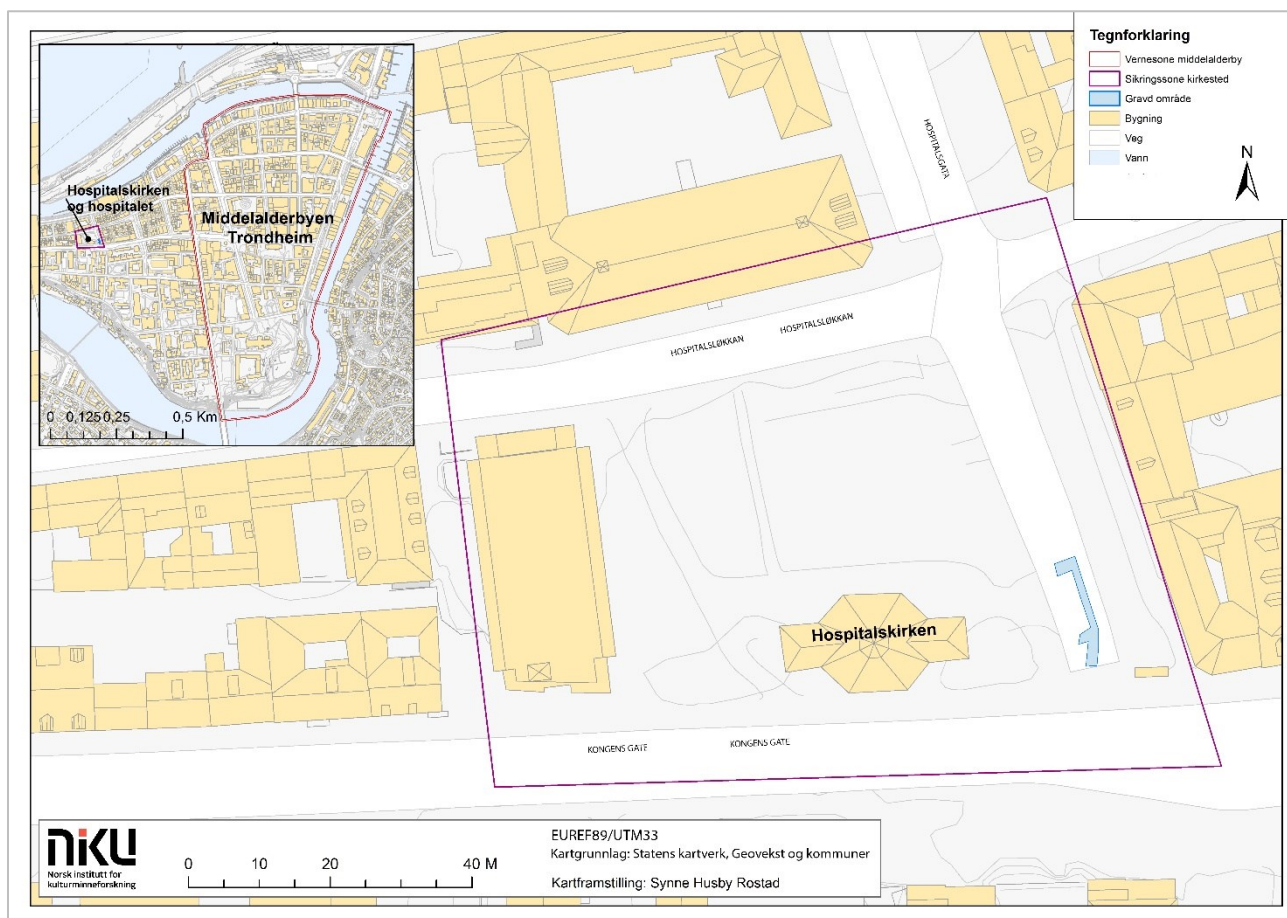 Hospitalskirken
og hospitalet
Middelalderbyen
Trondheim
0 0,125 0,25 0,5 Km
Tegnforklaring
Vernesone middelalderby
Sikringssone kirkested
Gravd område
Bygning
Veg
Vann
N
HOSPITALSGATA
HOSPITALSLØKKAN HOSPITALSLØKKAN
Hospitalskirken
KONGENS GATE KONGENS GATE
NIKU
Norsk institutt for
kulturminneforskning
0 10 20 40 M
EUREF89/UTM33
Kartgrunnlag: Statens kartverk, Geovekst og kommuner
Kartframstilling: Synne Husby Rostad